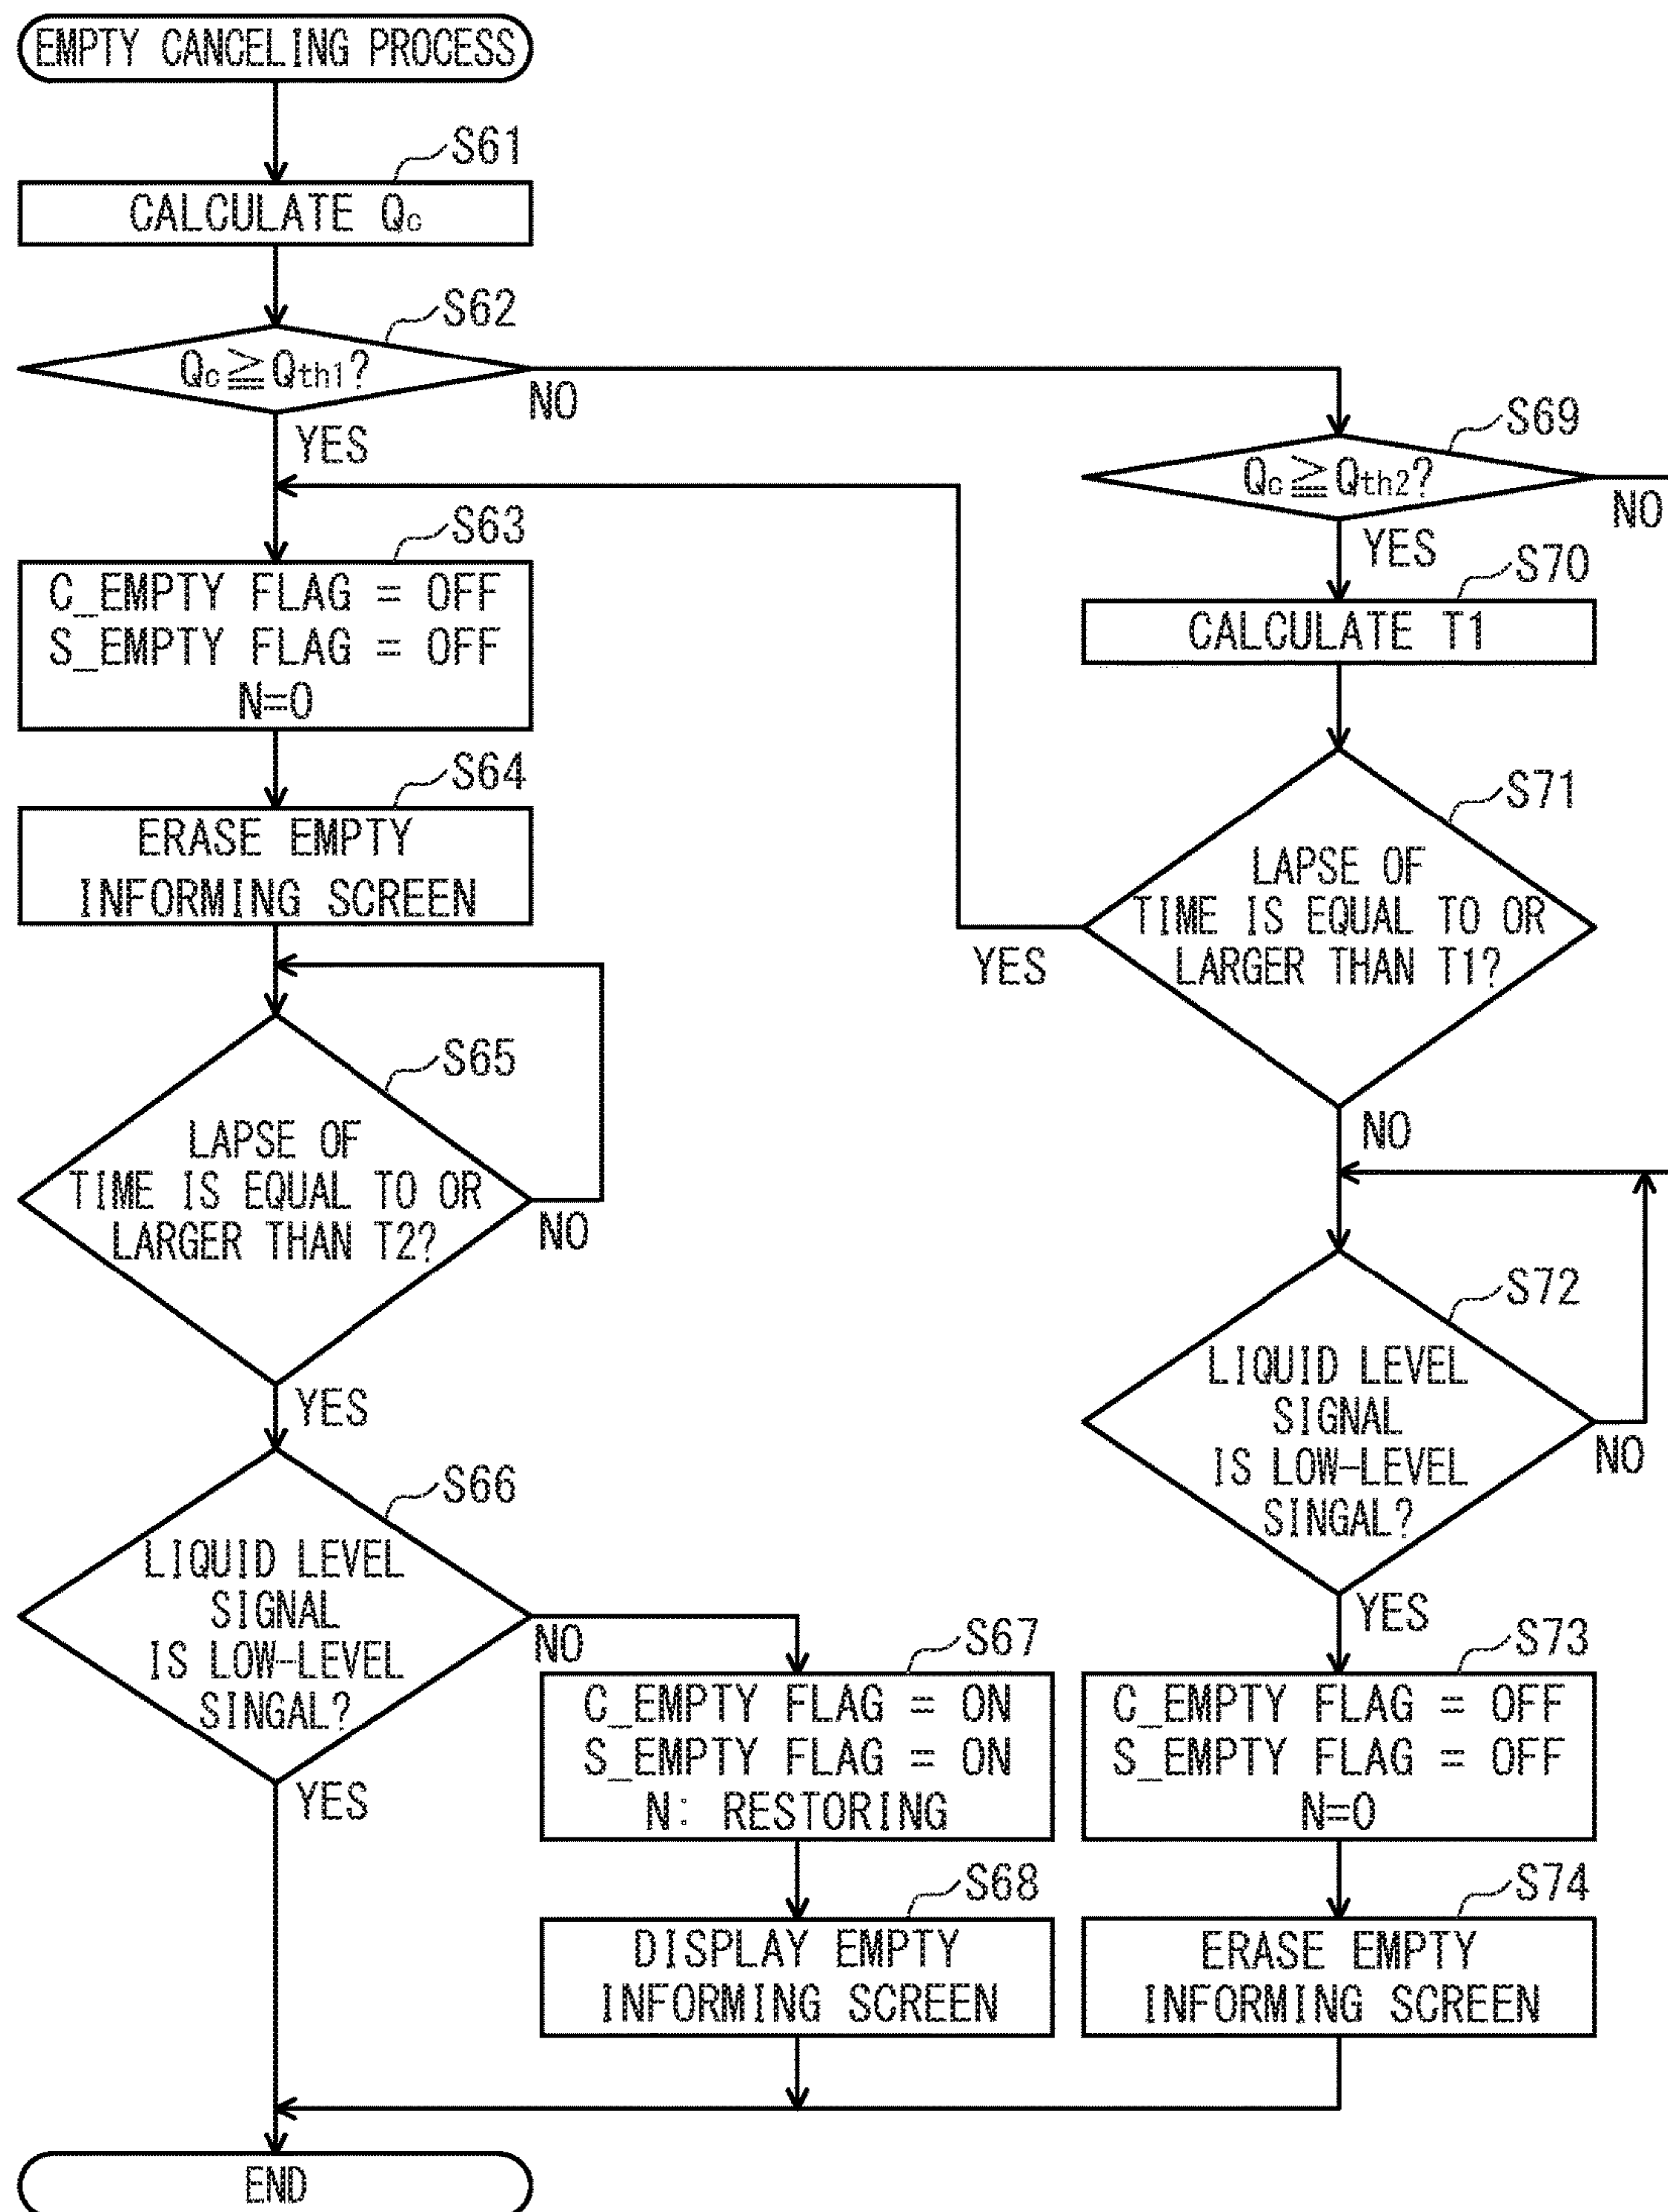 EMPTY CANCELING PROCESS
S61
CALCULATE Qc
S62
Qc≧Qth1?
NO
YES
S63
C_EMPTY FLAG = OFF
S_EMPTY FLAG = OFF
N=0
S64
ERASE EMPTY
INFORMING SCREEN
S65
LAPSE OF
TIME IS EQUAL TO OR
LARGER THAN T2?
NO
YES
S66
LIQUID LEVEL
SIGNAL
IS LOW-LEVEL
SINGAL?
NO
YES
S67
C_EMPTY FLAG = ON
S_EMPTY FLAG = ON
N: RESTORING
S68
DISPLAY EMPTY
INFORMING SCREEN
S69
Qc≧Qth2?
NO
YES
S70
CALCULATE T1
S71
LAPSE OF
TIME IS EQUAL TO OR
LARGER THAN T1?
YES
NO
S72
LIQUID LEVEL
SIGNAL
IS LOW-LEVEL
SINGAL?
NO
YES
S73
C_EMPTY FLAG = OFF
S_EMPTY FLAG = OFF
N=0
S74
ERASE EMPTY
INFORMING SCREEN
END